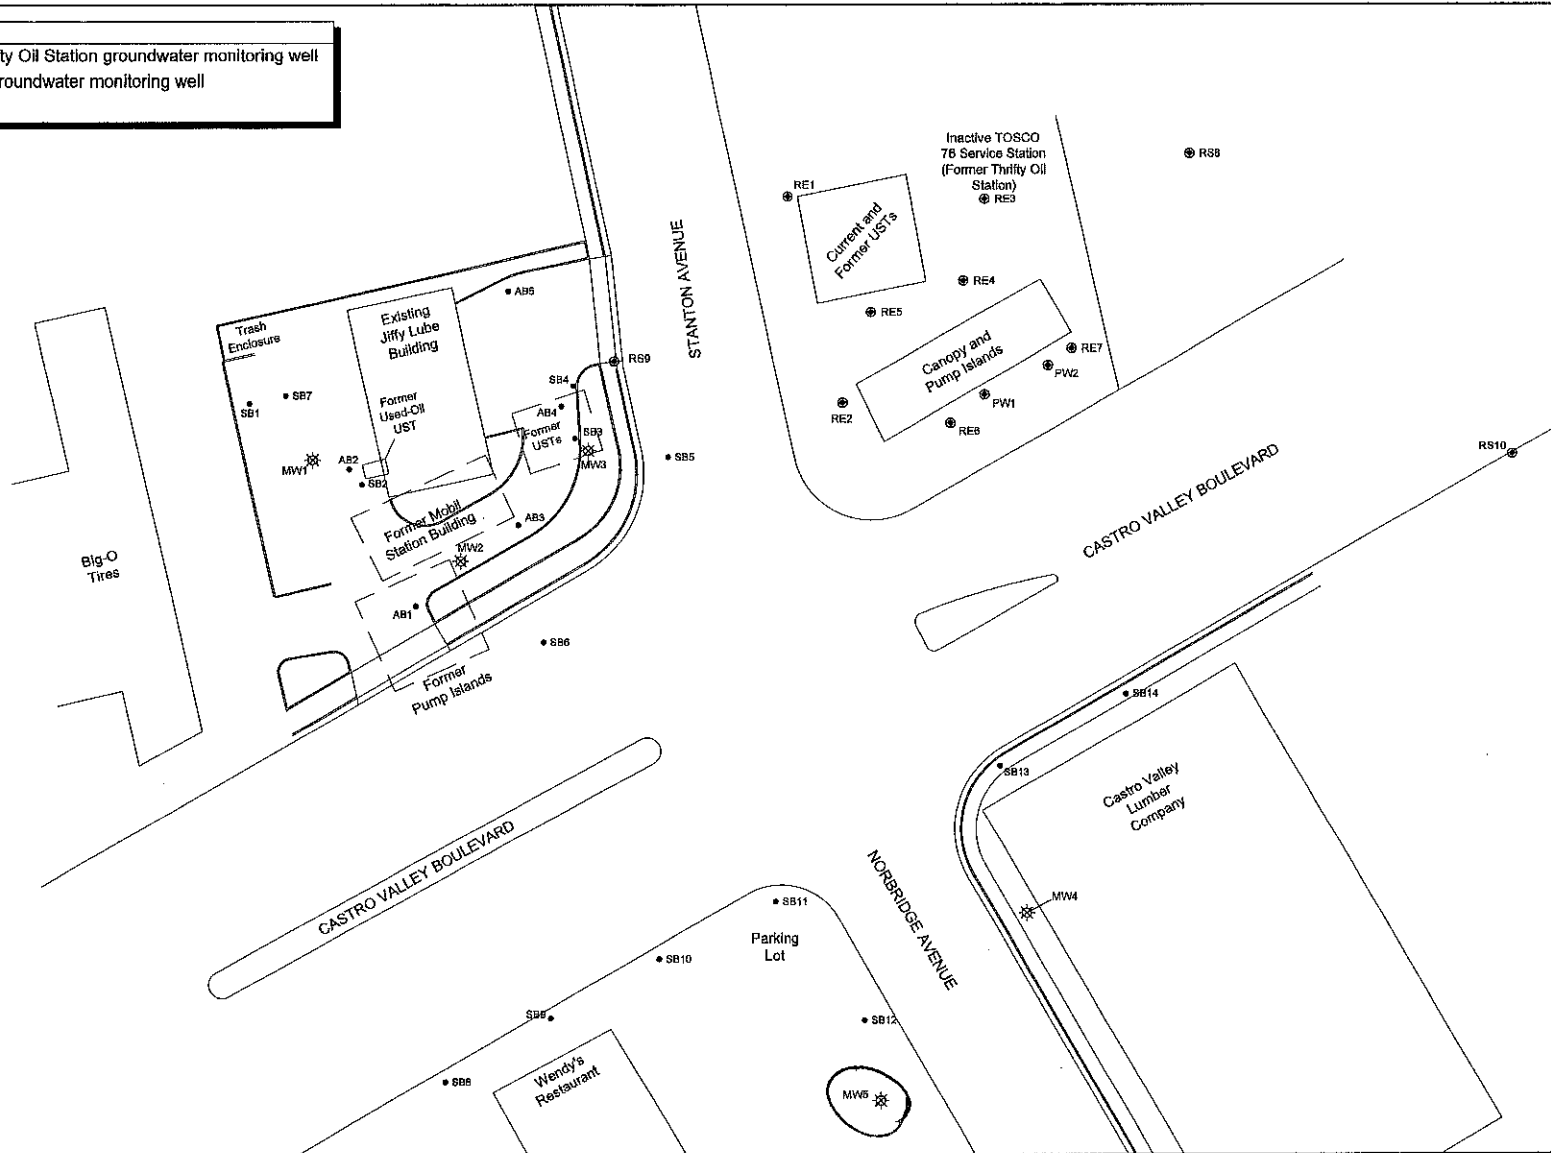 ty Oil Station groundwater monitoring well
roundwater monitoring well
Inactive TOSCO
76 Service Station
(Former Thrifty Oil
Station)
RE3
RS8
RE1
Current and
Former USTs
STANTON AVENUE
RE4
RE5
Canopy and
Pump Islands
RE7
PW2
PW1
RE2
RE6
AB5
Trash
Enclosure
Existing
Jiffy Lube
Building
RS9
SB4
SB7
SB1
Former
Used-Oil
UST
AB4
Former
USTs
SB3
MW3
SB5
MW1
AB2
SB2
Former Mobil
Station Building
AB3
MW2
Big-O
Tires
AB1
SB6
Former
Pump Islands
RS10
CASTRO VALLEY BOULEVARD
SB14
SB13
Castro Valley
Lumber
Company
CASTRO VALLEY BOULEVARD
NORBRIDGE AVENUE
MW4
SB11
Parking
Lot
SB10
SB9
SB12
SB8
Wendy's
Restaurant
MW5